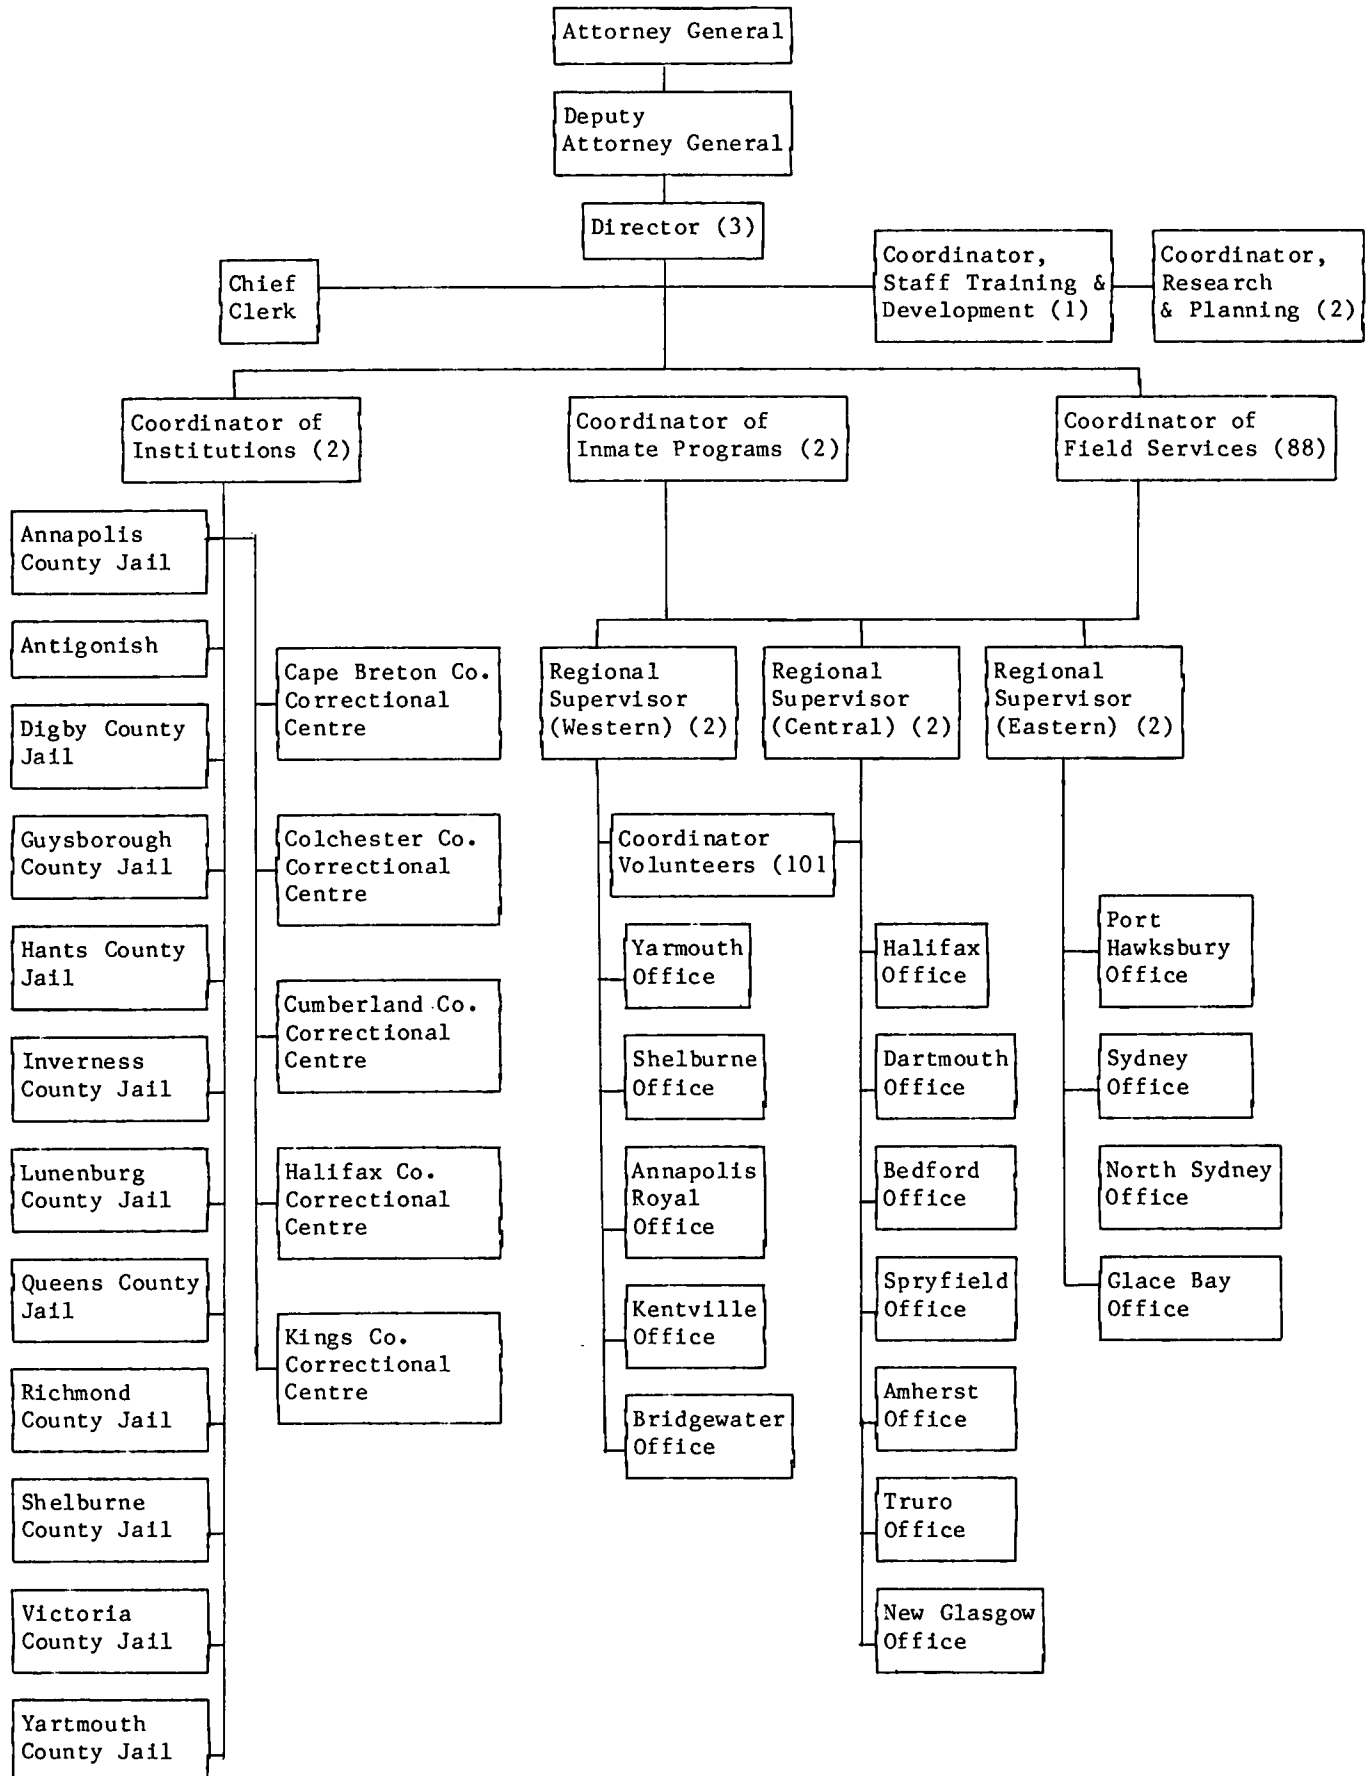 Attorney General
Deputy
Attorney General
Director (3)
Chief
Clerk
Coordinator,
Staff Training &
Development (1)
Coordinator,
Research
& Planning (2)
Coordinator of
Institutions (2)
Coordinator of
Inmate Programs (2)
Coordinator of
Field Services (88)
Annapolis
County Jail
Antigonish
Digby County
Jail
Guysborough
County Jail
Hants County
Jail
Inverness
County Jail
Lunenburg
County Jail
Queens County
Jail
Richmond
County Jail
Shelburne
County Jail
Victoria
County Jail
Yartmouth
County Jail
Cape Breton Co.
Correctional
Centre
Colchester Co.
Correctional
Centre
Cumberland Co.
Correctional
Centre
Halifax Co.
Correctional
Centre
Kings Co.
Correctional
Centre
Regional
Supervisor
(Western) (2)
Regional
Supervisor
(Central) (2)
Regional
Supervisor
(Eastern) (2)
Coordinator
Volunteers (101
Yarmouth
Office
Shelburne
Office
Annapolis
Royal
Office
Kentville
Office
Bridgewater
Office
Halifax
Office
Dartmouth
Office
Bedford
Office
Spryfield
Office
Amherst
Office
Truro
Office
New Glasgow
Office
Port
Hawksbury
Office
Sydney
Office
North Sydney
Office
Glace Bay
Office